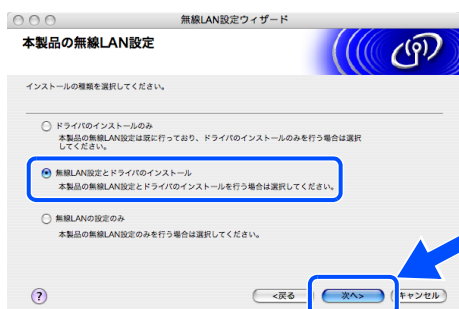 無線LAN設定ウィザード
本製品の無線LAN設定
インストールの種類を選択してください。
ドライバのインストールのみ
本製品の無線LAN設定は既に行っており、ドライバのインストールのみを行う場合は選択
してください。
無線LAN設定とドライバのインストール
本製品の無線LAN設定とドライバのインストールを行う場合は選択してください。
無線LANの設定のみ
本製品の無線LAN設定のみを行う場合は選択してください。
? <戻る 次へ> キャンセル